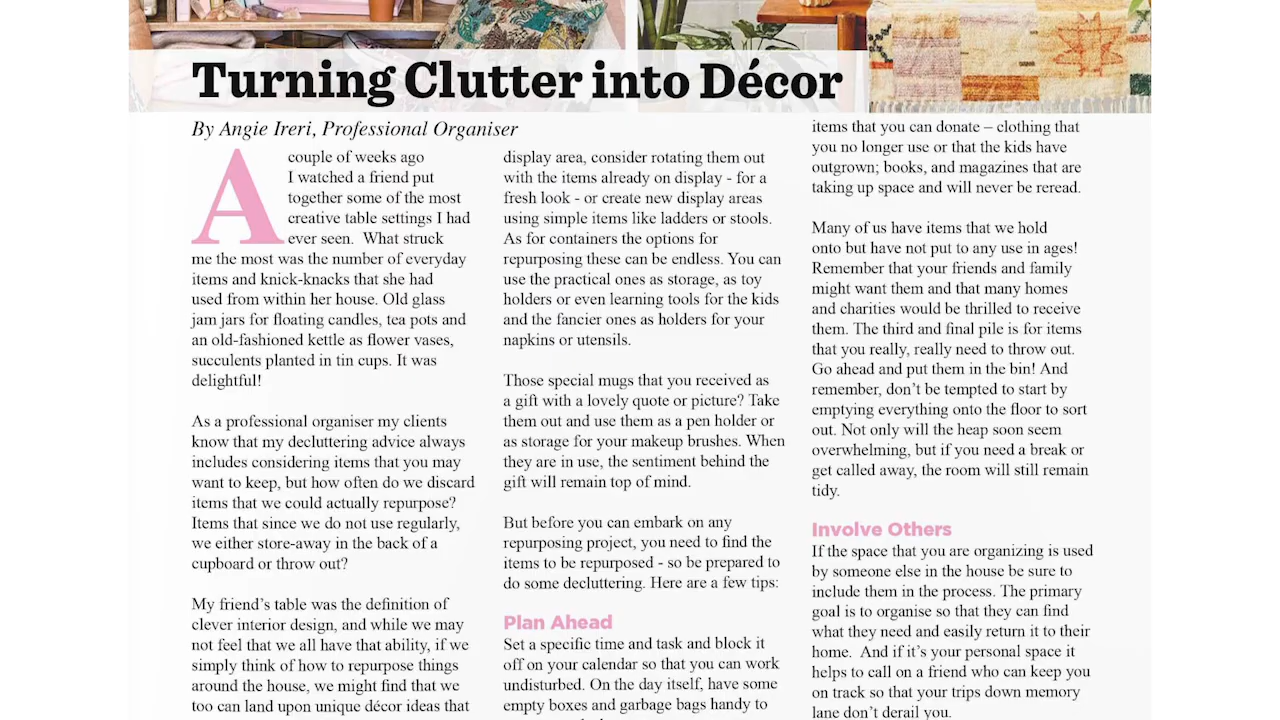 Turning Clutter into Décor
By Angie Ireri, Professional Organiser
A couple of weeks ago
I watched a friend put
together some of the most
creative table settings I had
ever seen. What struck
me the most was the number of everyday
items and knick-knacks that she had
used from within her house. Old glass
jam jars for floating candles, tea pots and
an old-fashioned kettle as flower vases,
succulents planted in tin cups. It was
delightful!
As a professional organiser my clients
know that my decluttering advice always
includes considering items that you may
want to keep, but how often do we discard
items that we could actually repurpose?
Items that since we do not use regularly,
we either store-away in the back of a
cupboard or throw out?
My friend's table was the definition of
clever interior design, and while we may
not feel that we all have that ability, if we
simply think of how to repurpose things
around the house, we might find that we
too can land upon unique décor ideas that
display area, consider rotating them out
with the items already on display - for a
fresh look - or create new display areas
using simple items like ladders or stools.
As for containers the options for
repurposing these can be endless. You can
use the practical ones as storage, as toy
holders or even learning tools for the kids
and the fancier ones as holders for your
napkins or utensils.
Those special mugs that you received as
a gift with a lovely quote or picture? Take
them out and use them as a pen holder or
as storage for your makeup brushes. When
they are in use, the sentiment behind the
gift will remain top of mind.
But before you can embark on any
repurposing project, you need to find the
items to be repurposed - so be prepared to
do some decluttering. Here are a few tips:
Plan Ahead
Set a specific time and task and block it
off on your calendar so that you can work
undisturbed. On the day itself, have some
empty boxes and garbage bags handy to
items that you can donate – clothing that
you no longer use or that the kids have
outgrown; books, and magazines that are
taking up space and will never be reread.
Many of us have items that we hold
onto but have not put to any use in ages!
Remember that your friends and family
might want them and that many homes
and charities would be thrilled to receive
them. The third and final pile is for items
that you really, really need to throw out.
Go ahead and put them in the bin! And
remember, don't be tempted to start by
emptying everything onto the floor to sort
out. Not only will the heap soon seem
overwhelming, but if you need a break or
get called away, the room will still remain
tidy.
Involve Others
If the space that you are organizing is used
by someone else in the house be sure to
include them in the process. The primary
goal is to organise so that they can find
what they need and easily return it to their
home. And if it's your personal space it
helps to call on a friend who can keep you
on track so that your trips down memory
lane don't derail you.